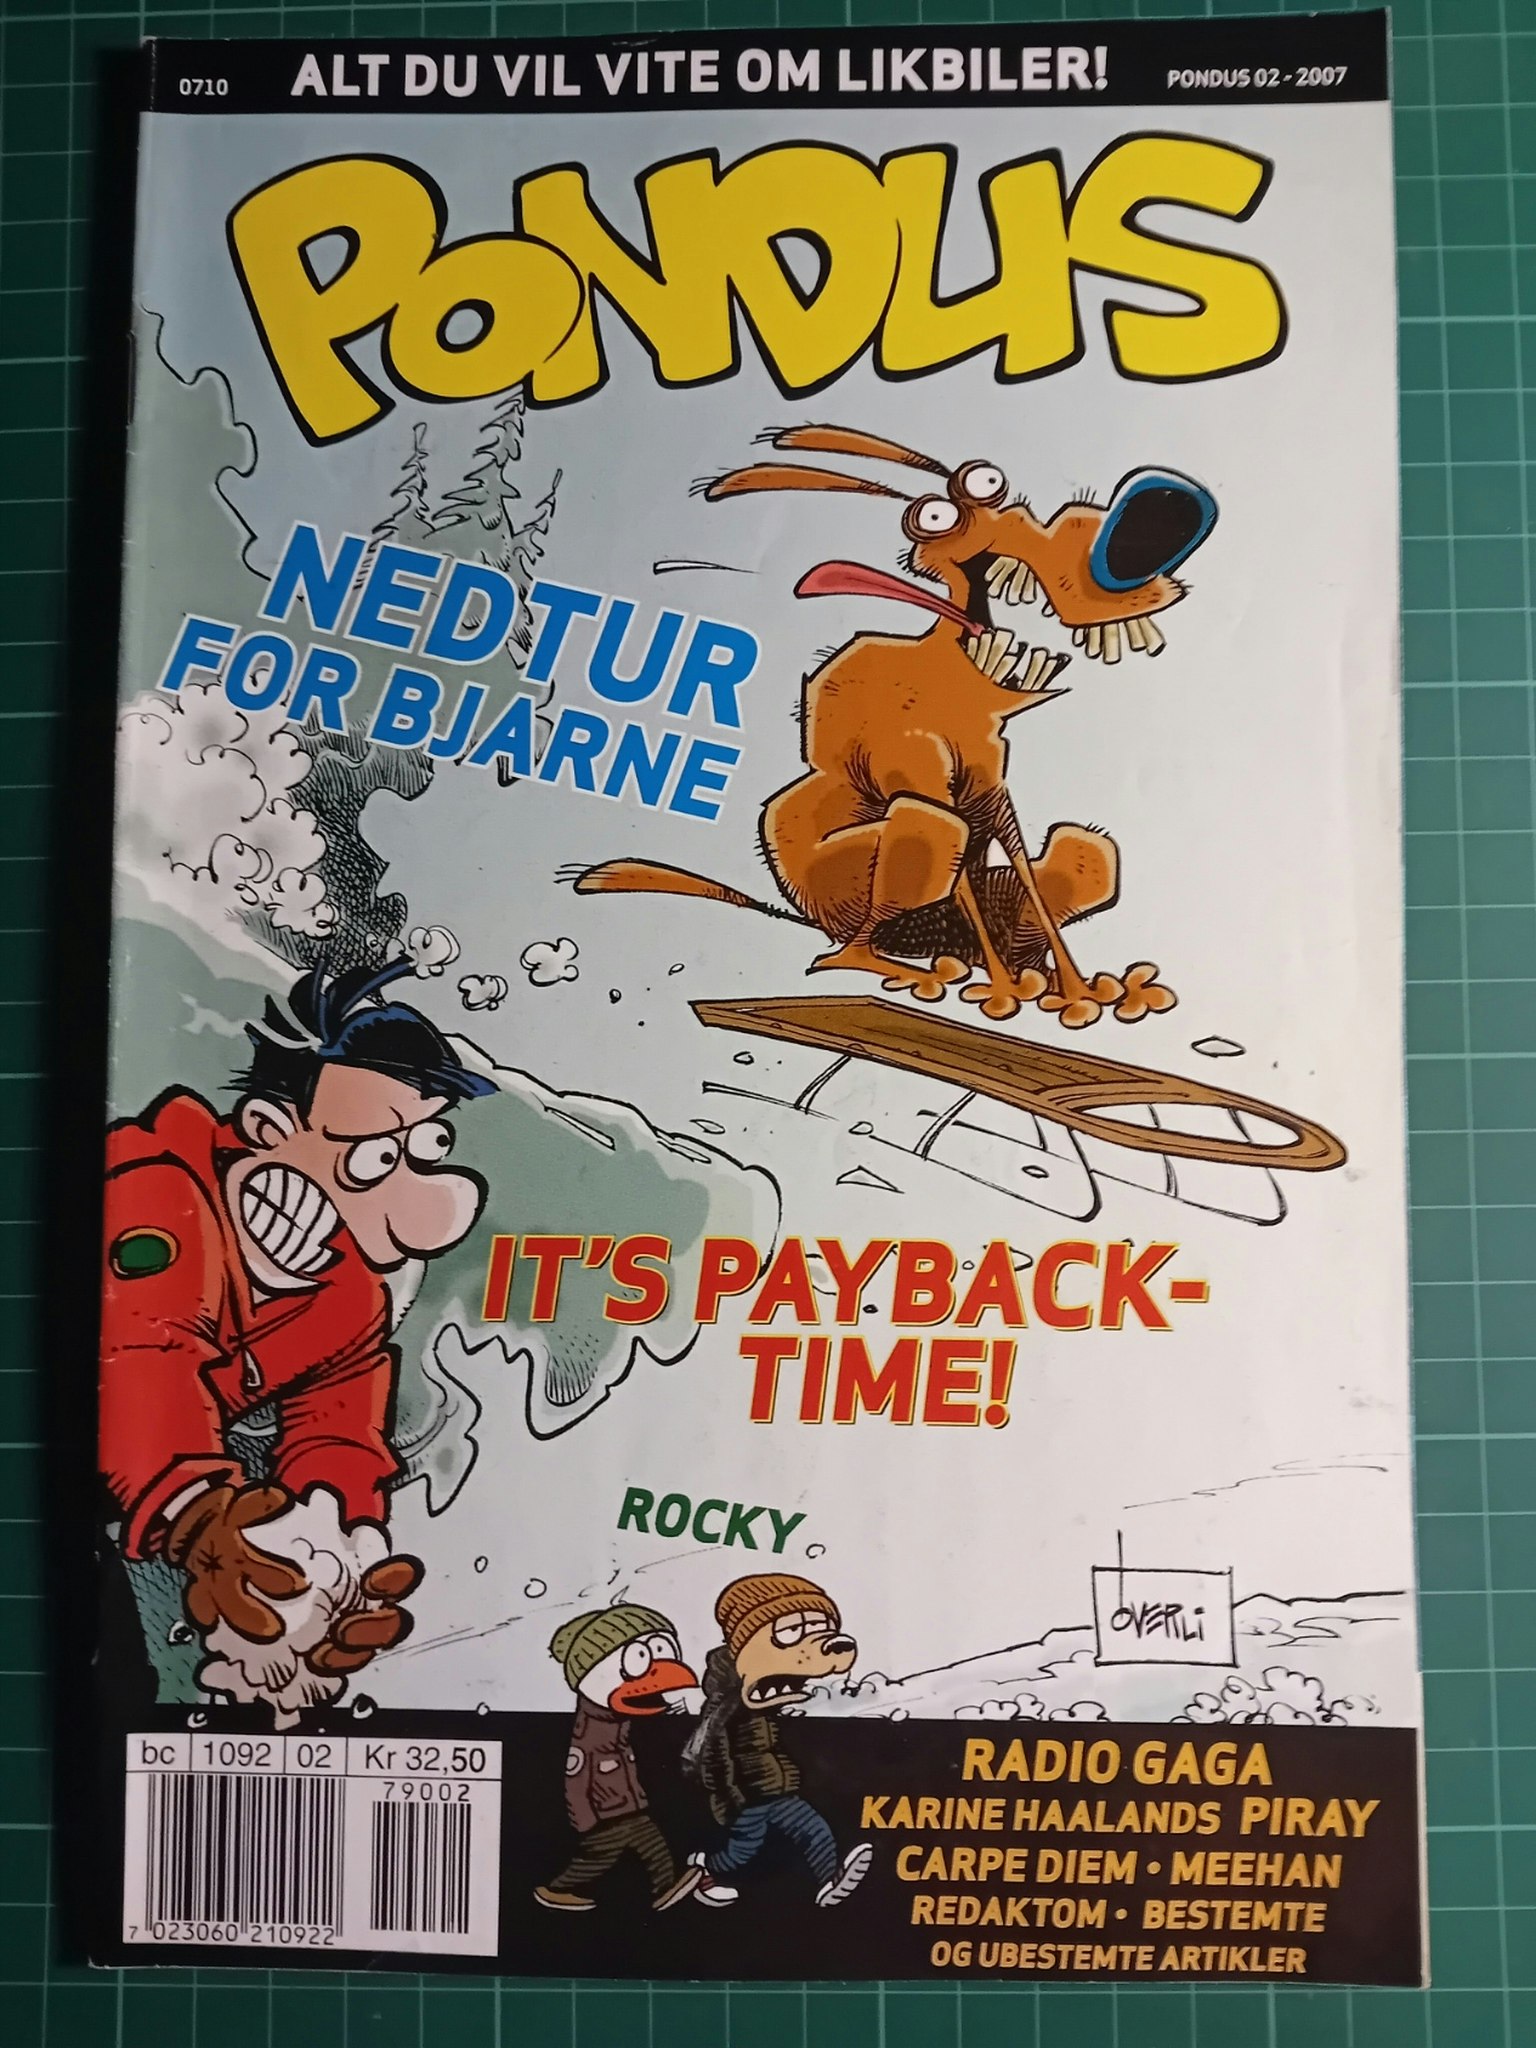 0710 ALT DU VIL VITE OM LIKBILER! PONDUS 02 - 2007
PONDUS
NEDTUR
FOR BJARNE
IT'S PAYBACK-
TIME!
ROCKY
ØVERLI
bc 1092 02 Kr 32,50
79002
7 023060 210922
RADIO GAGA
KARINE HAALANDS PIRAY
CARPE DIEM • MEEHAN
REDAKTOM • BESTEMTE
OG UBESTEMTE ARTIKLER